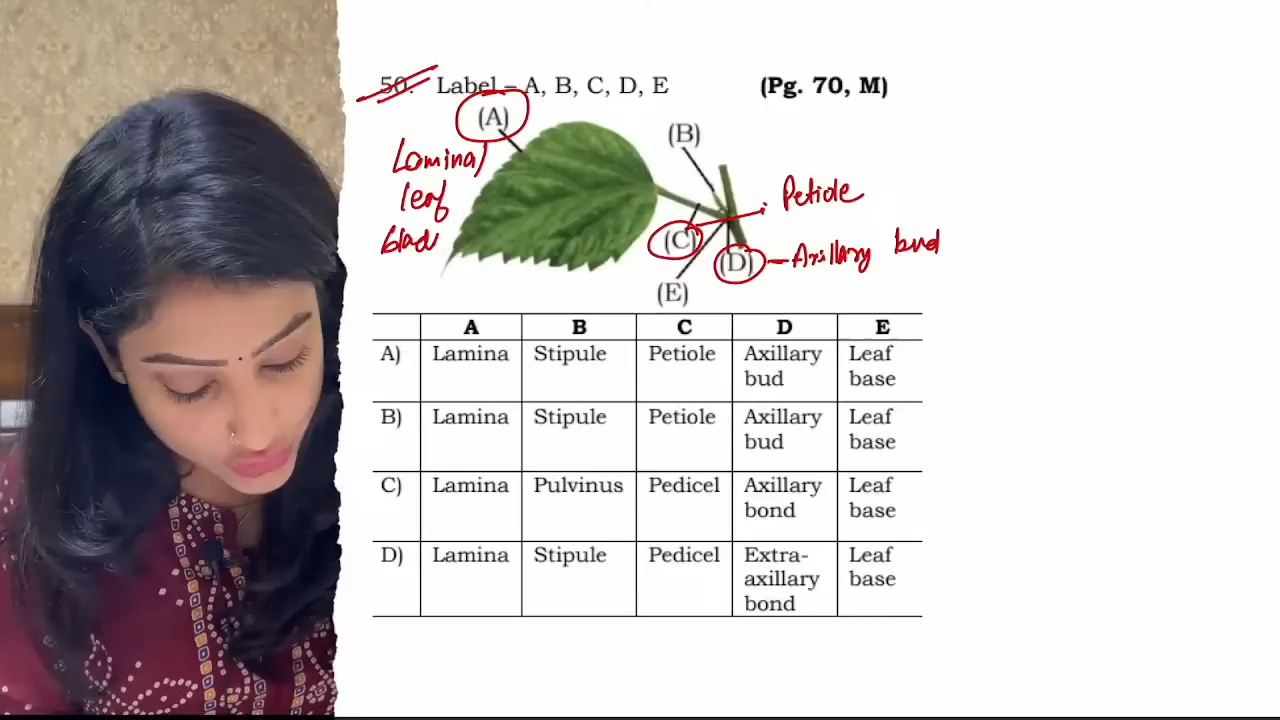 50. Label – A, B, C, D, E (Pg. 70, M)
(A)
(B)
Lamina/
leaf
Petiole
(C)
(D) – Axillary bud
(E)
A B C D E
A) Lamina Stipule Petiole Axillary bud Leaf base
B) Lamina Stipule Petiole Axillary bud Leaf base
C) Lamina Pulvinus Pedicel Axillary bond Leaf base
D) Lamina Stipule Pedicel Extra-axillary bond Leaf base